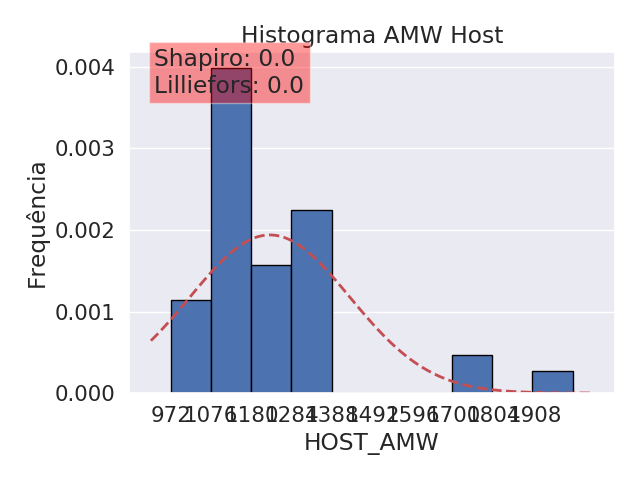 Histograma AMW Host
Shapiro: 0.0
Lilliefors: 0.0
Frequência
0.004
0.003
0.002
0.001
0.000
972 1076 1180 1284 1388 1492 1596 1700 1804 1908
HOST_AMW